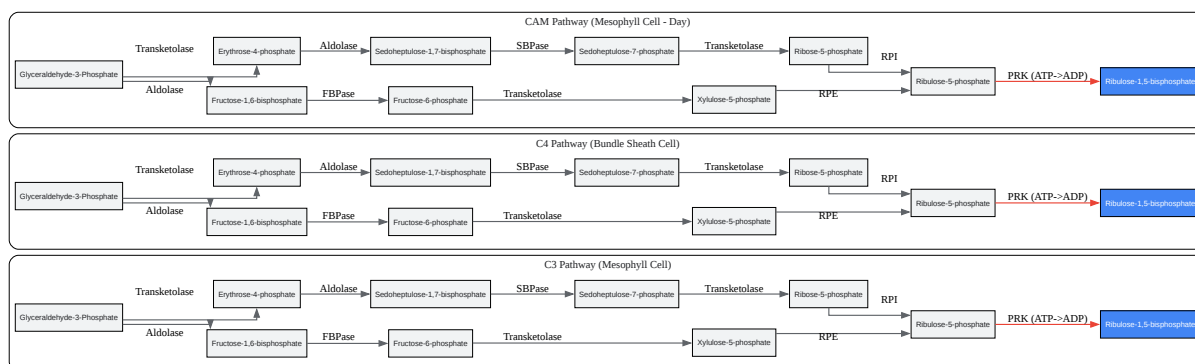 CAM Pathway (Mesophyll Cell - Day)
Transketolase
Erythrose-4-phosphate
Aldolase
Sedoheptulose-1,7-bisphosphate
SBPase
Sedoheptulose-7-phosphate
Transketolase
Ribose-5-phosphate
RPI
Glyceraldehyde-3-Phosphate
Aldolase
Fructose-1,6-bisphosphate
FBPase
Fructose-6-phosphate
Transketolase
Xylulose-5-phosphate
RPE
Ribulose-5-phosphate
PRK (ATP->ADP)
Ribulose-1,5-bisphosphate
C4 Pathway (Bundle Sheath Cell)
Transketolase
Erythrose-4-phosphate
Aldolase
Sedoheptulose-1,7-bisphosphate
SBPase
Sedoheptulose-7-phosphate
Transketolase
Ribose-5-phosphate
RPI
Glyceraldehyde-3-Phosphate
Aldolase
Fructose-1,6-bisphosphate
FBPase
Fructose-6-phosphate
Transketolase
Xylulose-5-phosphate
RPE
Ribulose-5-phosphate
PRK (ATP->ADP)
Ribulose-1,5-bisphosphate
C3 Pathway (Mesophyll Cell)
Transketolase
Erythrose-4-phosphate
Aldolase
Sedoheptulose-1,7-bisphosphate
SBPase
Sedoheptulose-7-phosphate
Transketolase
Ribose-5-phosphate
RPI
Glyceraldehyde-3-Phosphate
Aldolase
Fructose-1,6-bisphosphate
FBPase
Fructose-6-phosphate
Transketolase
Xylulose-5-phosphate
RPE
Ribulose-5-phosphate
PRK (ATP->ADP)
Ribulose-1,5-bisphosphate